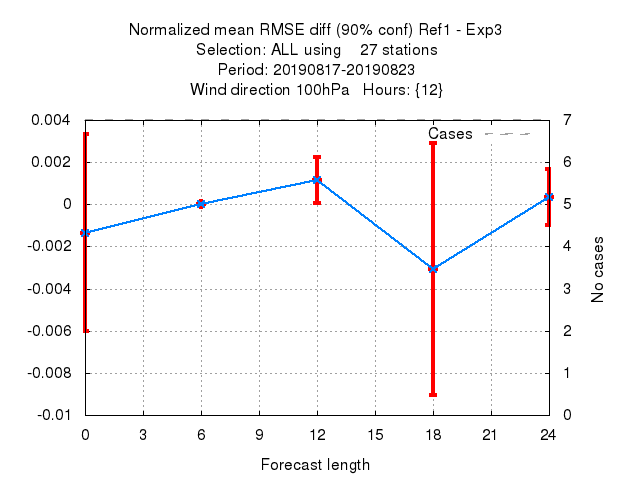 Normalized mean RMSE diff (90% conf) Ref1 - Exp3
Selection: ALL using    27 stations
Period: 20190817-20190823
Wind direction 100hPa   Hours: {12}
Cases
0.004
0.002
0
-0.002
-0.004
-0.006
-0.008
-0.01
7
6
5
4
3
2
1
0
No cases
0 3 6 9 12 15 18 21 24
Forecast length